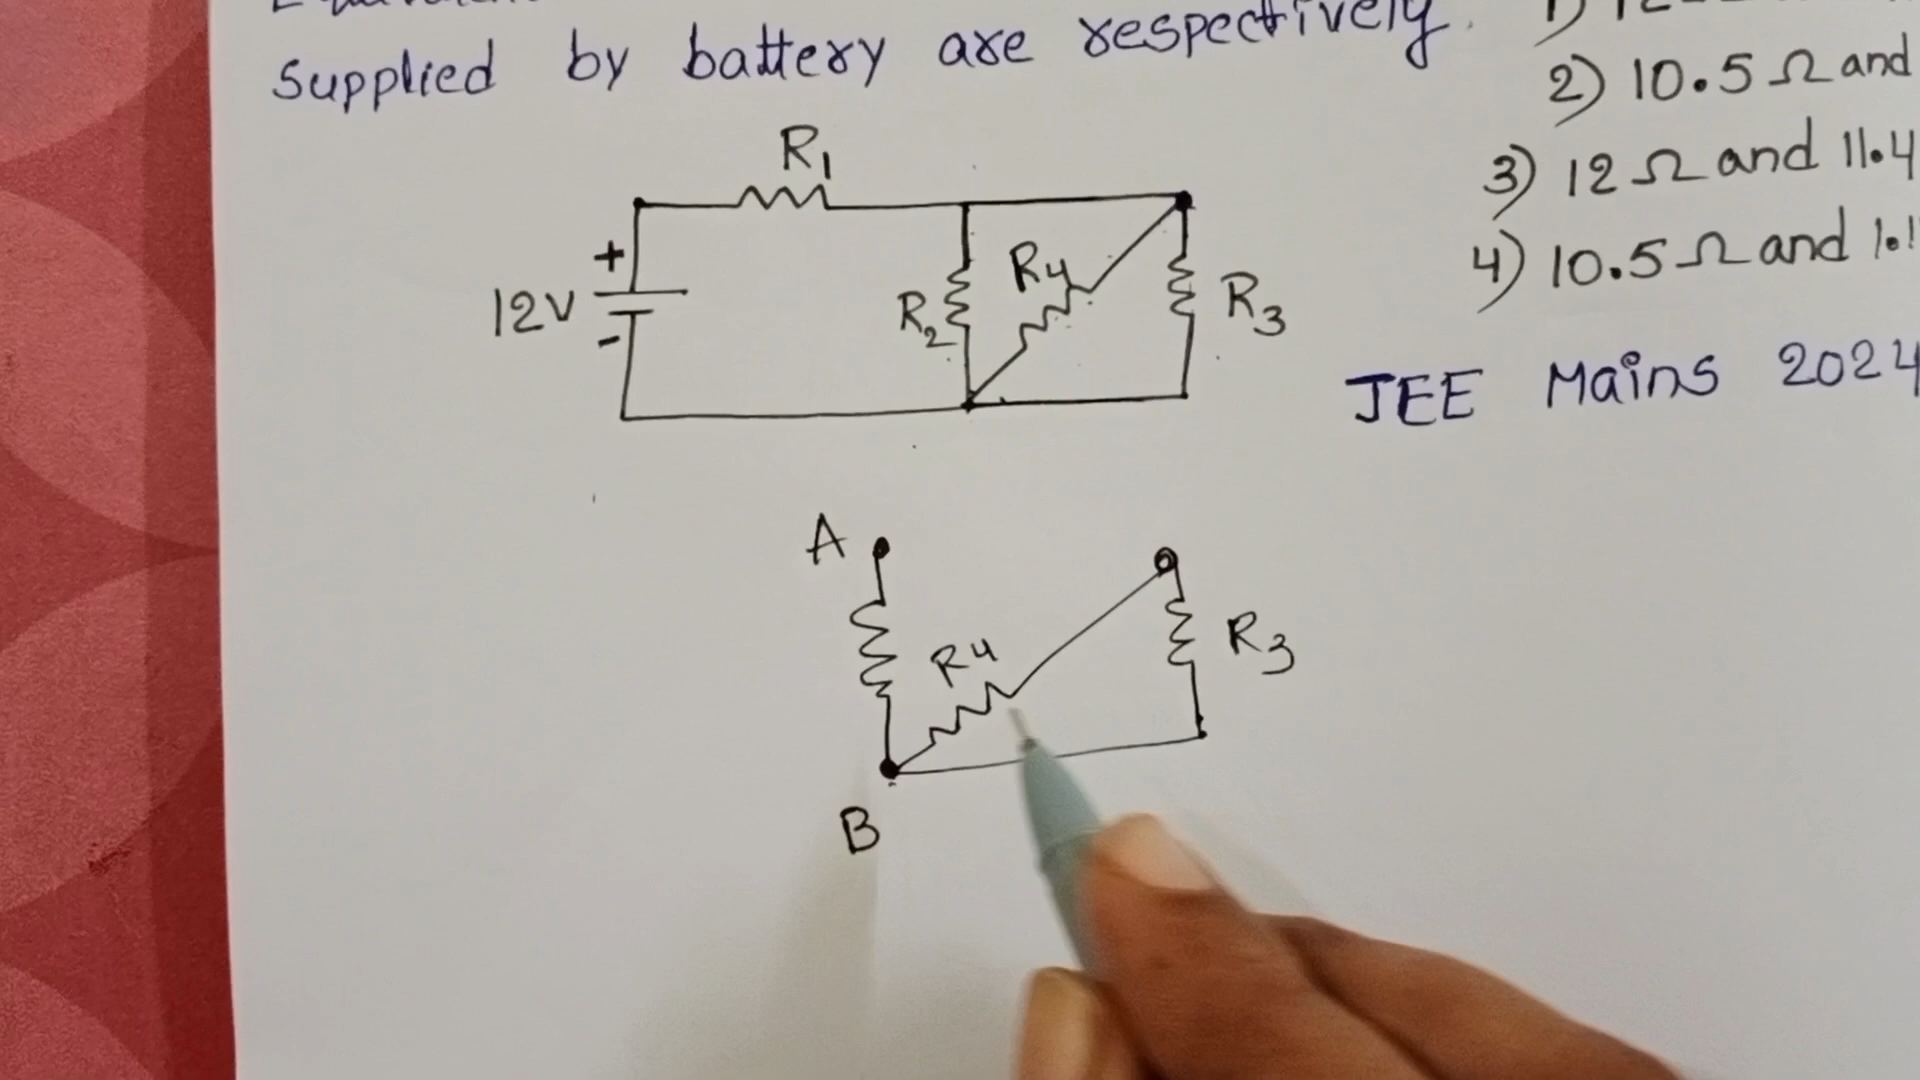 supplied by battery are respectively.
2) 10.5 Ω and
3) 12 Ω and 11.4
4) 10.5 Ω and 1.1
JEE Mains 2024
R1
+
12V
-
R2
R4
R3
A
R4
R3
B